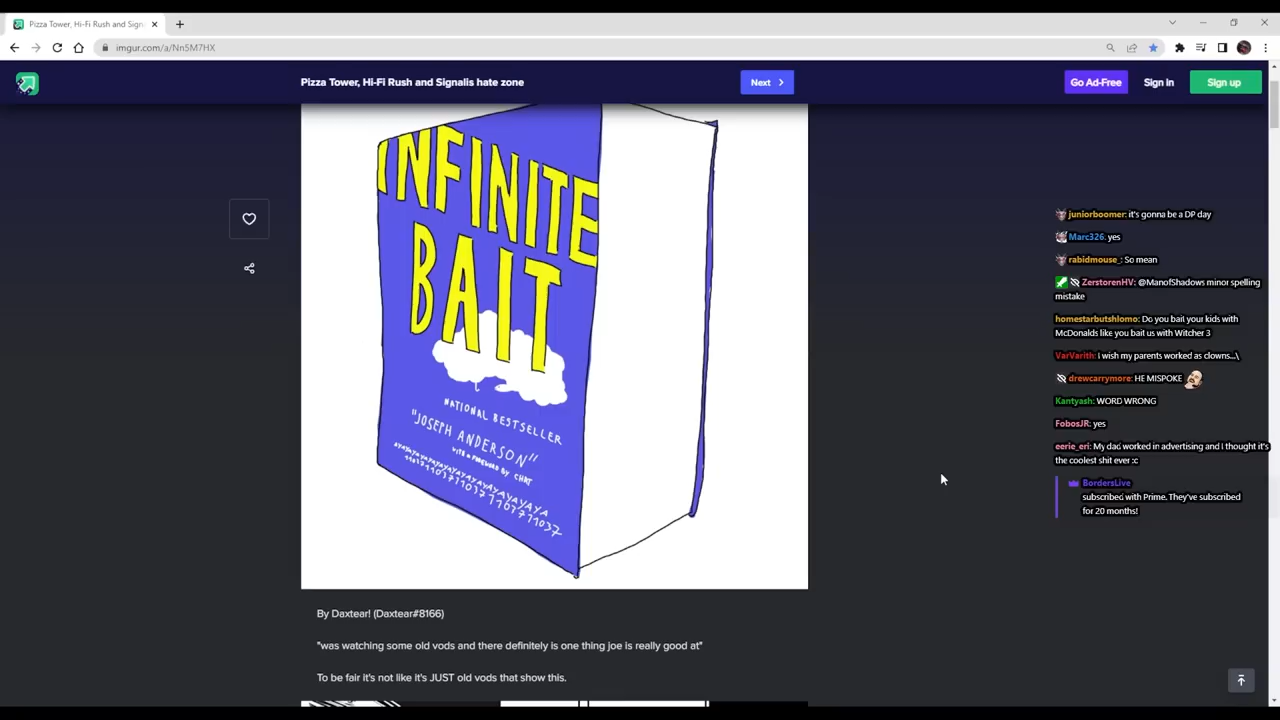 Pizza Tower, Hi-Fi Rush and Sign
imgur.com/a/Nn5M7HX
Pizza Tower, Hi-Fi Rush and Signalis hate zone
Next
Go Ad-Free
Sign in
Sign up
INFINITE
BAIT
NATIONAL BESTSELLER
"JOSEPH ANDERSON"
WITH A FOREWORD BY CHAT
By Daxtear! (Daxtear#8166)
"was watching some old vods and there definitely is one thing joe is really good at"
To be fair it's not like it's JUST old vods that show this.
juniorboomer: it's gonna be a DP day
Marc326: yes
rabidmouse_: So mean
ZerstorenHV: @ManofShadows minor spelling
mistake
homestarbutshlomo: Do you bait your kids with
McDonalds like you bait us with Witcher 3
VarVarith: I wish my parents worked as clowns...\
drewcarrymore: HE MISPOKE
Kantyash: WORD WRONG
FobosJR: yes
eerie_eri: My dad worked in advertising and I thought it's
the coolest shit ever :c
BordersLive
subscribed with Prime. They've subscribed
for 20 months!